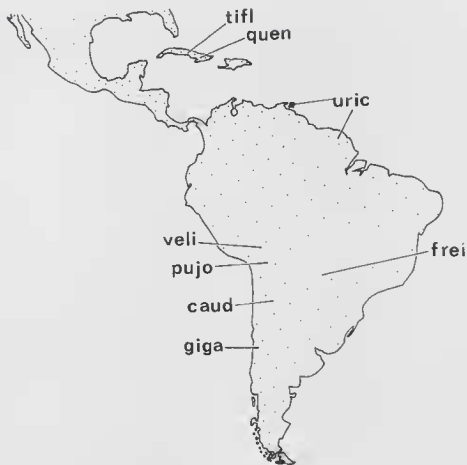 tifl
quen
uric
veli
frei
pujo
caud
giga